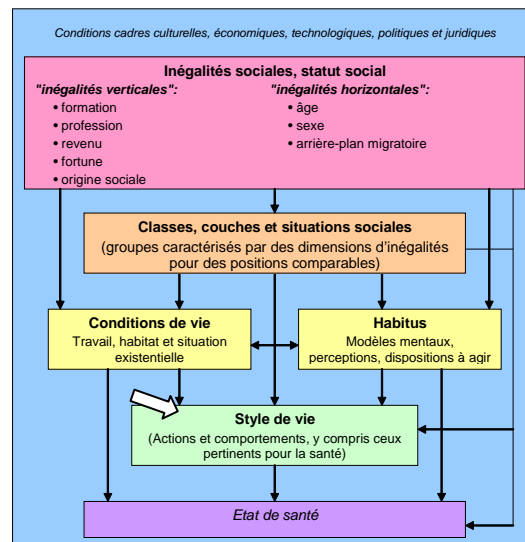 Conditions cadres culturelles, économiques, technologiques, politiques et juridiques
Inégalités sociales, statut social
"inégalités verticales":
• formation
• profession
• revenu
• fortune
• origine sociale
"inégalités horizontales":
• âge
• sexe
• arrière-plan migratoire
Classes, couches et situations sociales
(groupes caractérisés par des dimensions d'inégalités
pour des positions comparables)
Conditions de vie
Travail, habitat et situation
existentielle
Habitus
Modèles mentaux,
perceptions, dispositions à agir
Style de vie
(Actions et comportements, y compris ceux
pertinents pour la santé)
Etat de santé